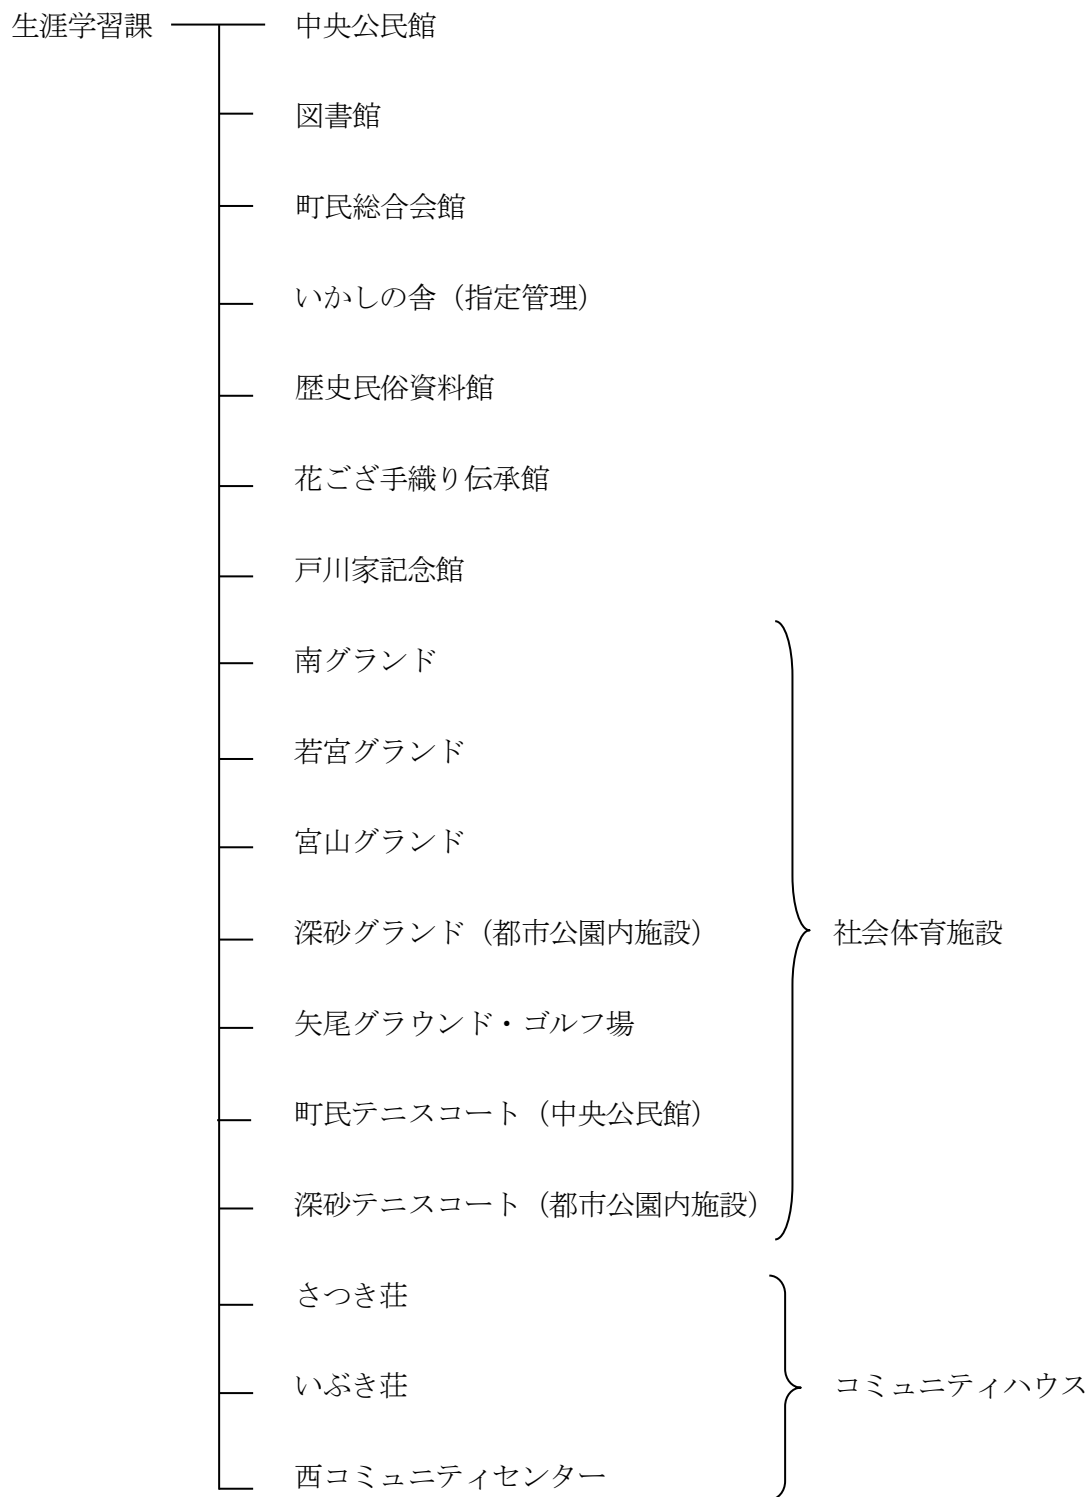 生涯学習課 中央公民館
図書館
町民総合会館
いかしの舎（指定管理）
歴史民俗資料館
花ござ手織り伝承館
戸川家記念館
南グランド
若宮グランド
宮山グランド
深砂グランド（都市公園内施設） 社会体育施設
矢尾グラウンド・ゴルフ場
町民テニスコート（中央公民館）
深砂テニスコート（都市公園内施設）
さつき荘
いぶき荘 コミュニティハウス
西コミュニティセンター